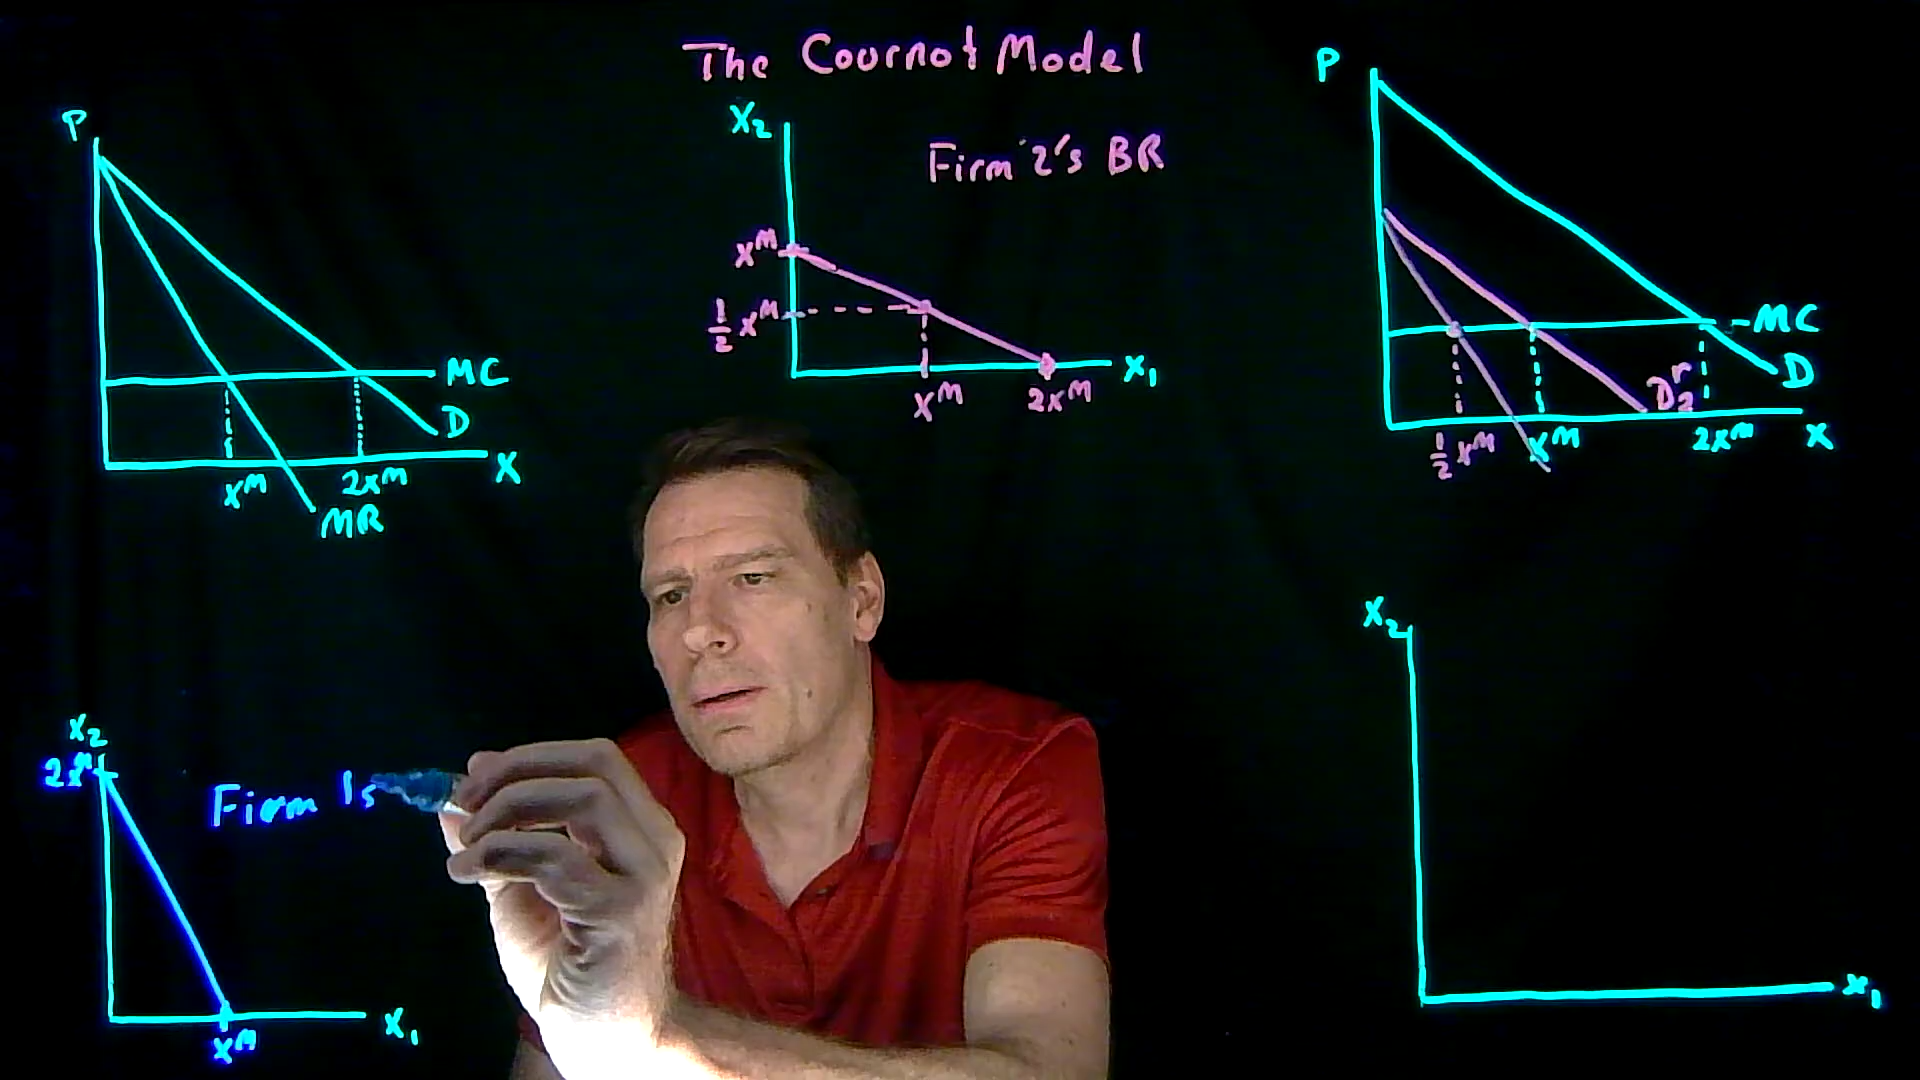 The Cournot Model
P
MC
D
X
x^M
2x^M
MR
X₂
Firm 2's BR
x^M
½ x^M
x^M
2x^M
X₁
P
MC
D
D₂^r
½ x^M
x^M
2x^M
X
X₂
2x^M
Firm 1s
x^M
X₁
X₂
X₁